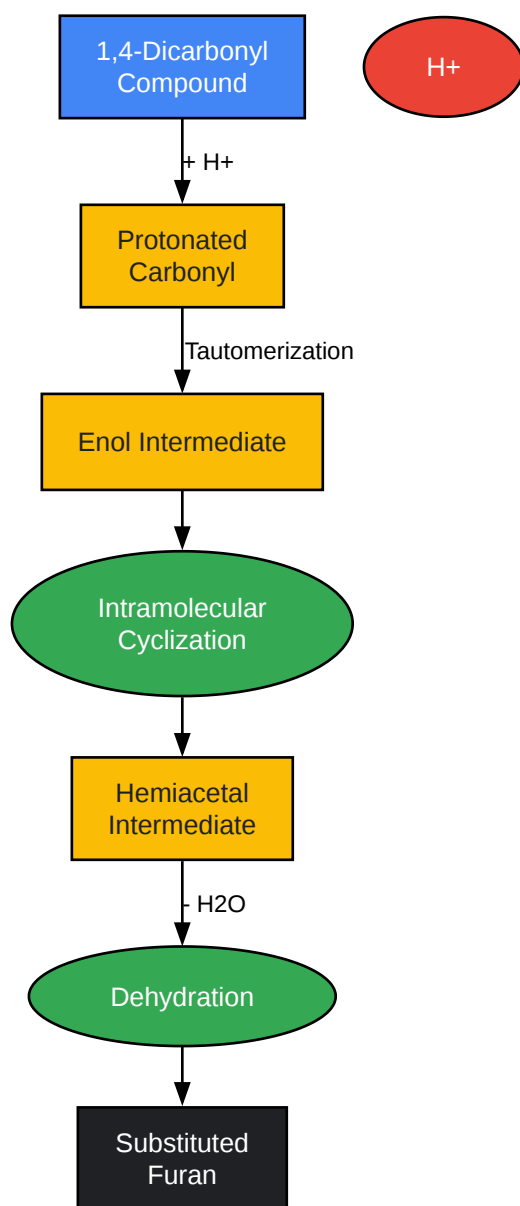 1,4-Dicarbonyl
Compound
H+
+ H+
Protonated
Carbonyl
Tautomerization
Enol Intermediate
Intramolecular
Cyclization
Hemiacetal
Intermediate
- H2O
Dehydration
Substituted
Furan